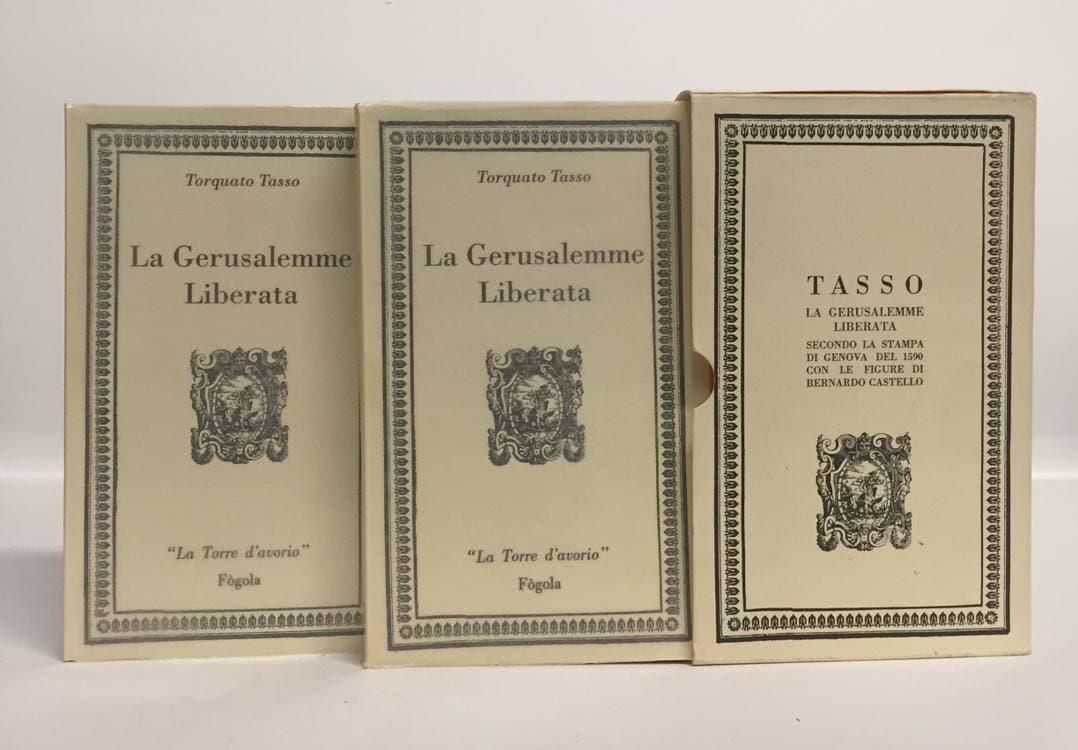 Torquato Tasso
La Gerusalemme
Liberata
"La Torre d'avorio"
Fògola
Torquato Tasso
La Gerusalemme
Liberata
"La Torre d'avorio"
Fògola
TASSO
LA GERUSALEMME
LIBERATA
SECONDO LA STAMPA
DI GENOVA DEL 1590
CON LE FIGURE DI
BERNARDO CASTELLO